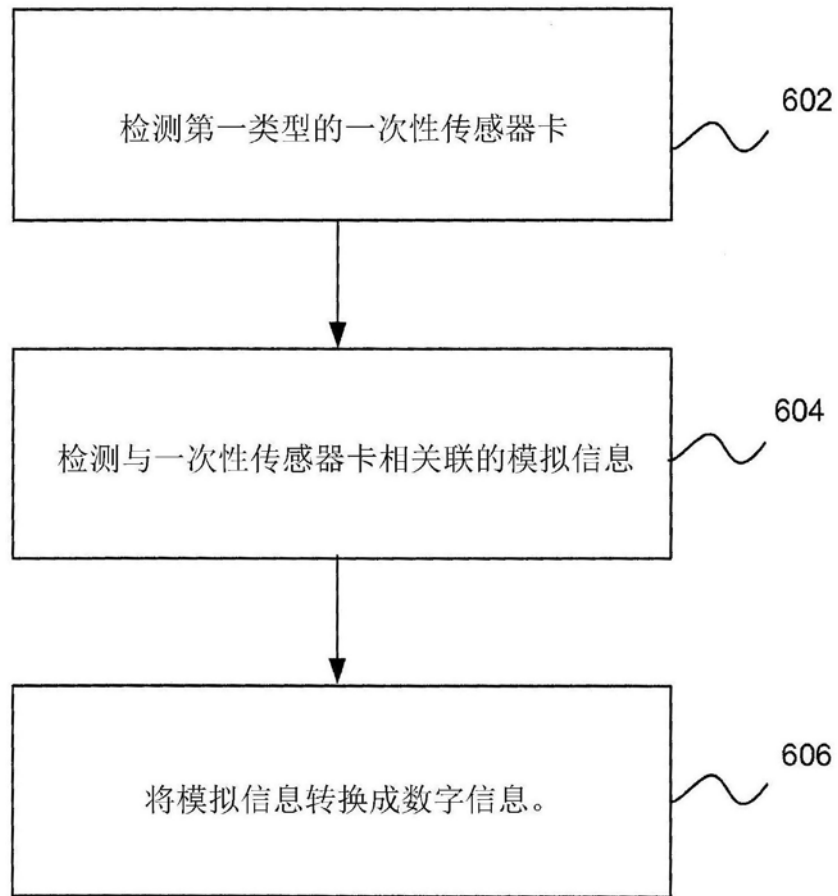 检测第一类型的一次性传感器卡
602
检测与一次性传感器卡相关联的模拟信息
604
将模拟信息转换成数字信息。
606